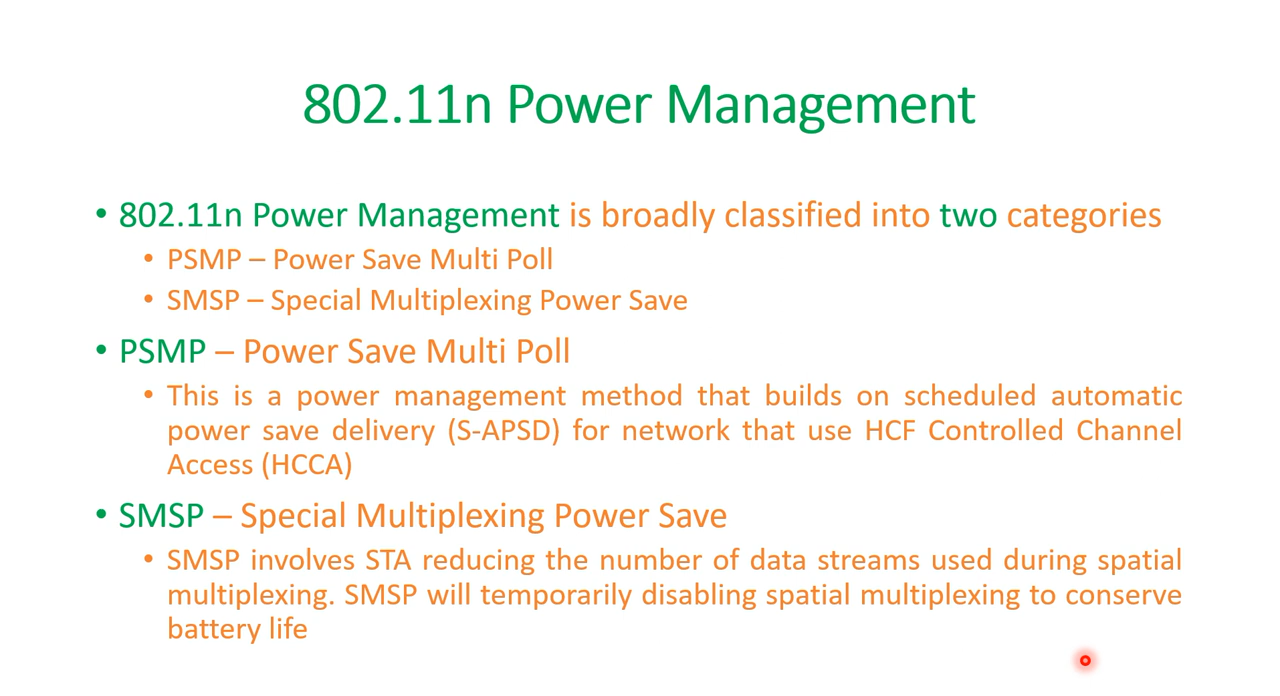 802.11n Power Management
• 802.11n Power Management is broadly classified into two categories
• PSMP – Power Save Multi Poll
• SMSP – Special Multiplexing Power Save
• PSMP – Power Save Multi Poll
• This is a power management method that builds on scheduled automatic
power save delivery (S-APSD) for network that use HCF Controlled Channel
Access (HCCA)
• SMSP – Special Multiplexing Power Save
• SMSP involves STA reducing the number of data streams used during spatial
multiplexing. SMSP will temporarily disabling spatial multiplexing to conserve
battery life